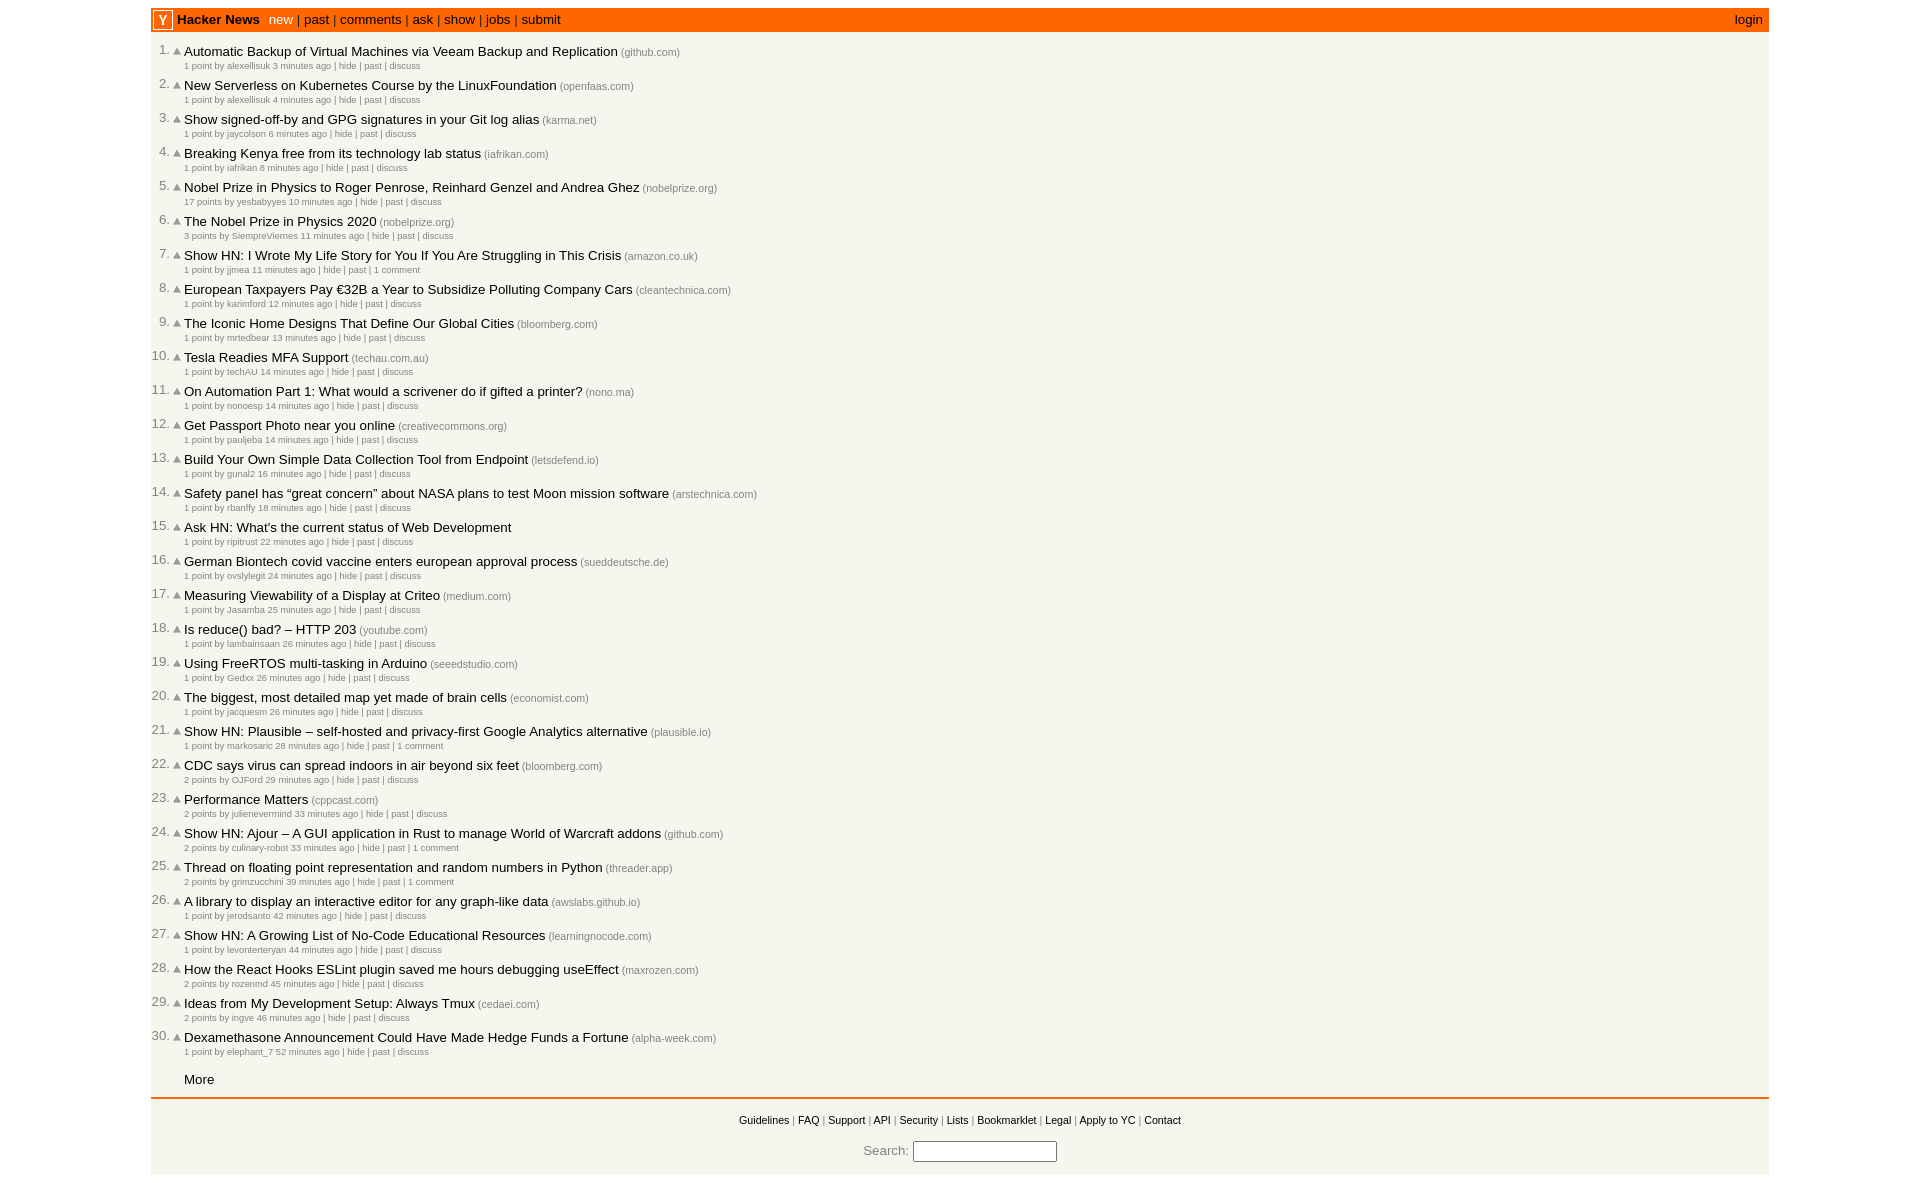 Y Hacker News new | past | comments | ask | show | jobs | submit login
1. Automatic Backup of Virtual Machines via Veeam Backup and Replication (github.com)
1 point by alexellisuk 3 minutes ago | hide | past | discuss
2. New Serverless on Kubernetes Course by the LinuxFoundation (openfaas.com)
1 point by alexellisuk 4 minutes ago | hide | past | discuss
3. Show signed-off-by and GPG signatures in your Git log alias (karma.net)
1 point by jaycolson 6 minutes ago | hide | past | discuss
4. Breaking Kenya free from its technology lab status (iafrikan.com)
1 point by iafrikan 8 minutes ago | hide | past | discuss
5. Nobel Prize in Physics to Roger Penrose, Reinhard Genzel and Andrea Ghez (nobelprize.org)
17 points by yesbabyyes 10 minutes ago | hide | past | discuss
6. The Nobel Prize in Physics 2020 (nobelprize.org)
3 points by SiempreViernes 11 minutes ago | hide | past | discuss
7. Show HN: I Wrote My Life Story for You If You Are Struggling in This Crisis (amazon.co.uk)
1 point by jjmea 11 minutes ago | hide | past | 1 comment
8. European Taxpayers Pay €32B a Year to Subsidize Polluting Company Cars (cleantechnica.com)
1 point by karimford 12 minutes ago | hide | past | discuss
9. The Iconic Home Designs That Define Our Global Cities (bloomberg.com)
1 point by mrtedbear 13 minutes ago | hide | past | discuss
10. Tesla Readies MFA Support (techau.com.au)
1 point by techAU 14 minutes ago | hide | past | discuss
11. On Automation Part 1: What would a scrivener do if gifted a printer? (nono.ma)
1 point by nonoesp 14 minutes ago | hide | past | discuss
12. Get Passport Photo near you online (creativecommons.org)
1 point by pauljeba 14 minutes ago | hide | past | discuss
13. Build Your Own Simple Data Collection Tool from Endpoint (letsdefend.io)
1 point by gunal2 16 minutes ago | hide | past | discuss
14. Safety panel has “great concern” about NASA plans to test Moon mission software (arstechnica.com)
1 point by rbanffy 18 minutes ago | hide | past | discuss
15. Ask HN: What's the current status of Web Development
1 point by ripitrust 22 minutes ago | hide | past | discuss
16. German Biontech covid vaccine enters european approval process (sueddeutsche.de)
1 point by ovslylegit 24 minutes ago | hide | past | discuss
17. Measuring Viewability of a Display at Criteo (medium.com)
1 point by Jasamba 25 minutes ago | hide | past | discuss
18. Is reduce() bad? – HTTP 203 (youtube.com)
1 point by lambainsaan 26 minutes ago | hide | past | discuss
19. Using FreeRTOS multi-tasking in Arduino (seeedstudio.com)
1 point by Gedxx 26 minutes ago | hide | past | discuss
20. The biggest, most detailed map yet made of brain cells (economist.com)
1 point by jacquesm 26 minutes ago | hide | past | discuss
21. Show HN: Plausible – self-hosted and privacy-first Google Analytics alternative (plausible.io)
1 point by markosaric 28 minutes ago | hide | past | 1 comment
22. CDC says virus can spread indoors in air beyond six feet (bloomberg.com)
2 points by OJFord 29 minutes ago | hide | past | discuss
23. Performance Matters (cppcast.com)
2 points by julienevermind 33 minutes ago | hide | past | discuss
24. Show HN: Ajour – A GUI application in Rust to manage World of Warcraft addons (github.com)
2 points by culinary-robot 33 minutes ago | hide | past | 1 comment
25. Thread on floating point representation and random numbers in Python (threader.app)
2 points by grimzucchini 39 minutes ago | hide | past | 1 comment
26. A library to display an interactive editor for any graph-like data (awslabs.github.io)
1 point by jerodsanto 42 minutes ago | hide | past | discuss
27. Show HN: A Growing List of No-Code Educational Resources (learningnocode.com)
1 point by levonterteryan 44 minutes ago | hide | past | discuss
28. How the React Hooks ESLint plugin saved me hours debugging useEffect (maxrozen.com)
2 points by rozenmd 45 minutes ago | hide | past | discuss
29. Ideas from My Development Setup: Always Tmux (cedaei.com)
2 points by ingve 46 minutes ago | hide | past | discuss
30. Dexamethasone Announcement Could Have Made Hedge Funds a Fortune (alpha-week.com)
1 point by elephant_7 52 minutes ago | hide | past | discuss
More
Guidelines | FAQ | Support | API | Security | Lists | Bookmarklet | Legal | Apply to YC | Contact
Search: